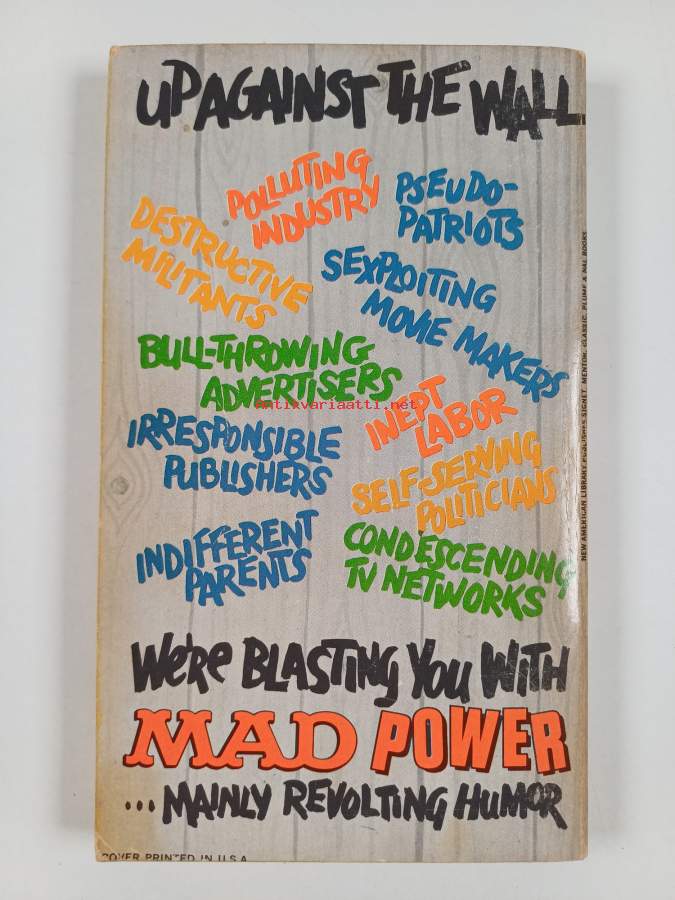 UP AGAINST THE WALL
POLLUTING
INDUSTRY
PSEUDO-
PATRIOTS
DESTRUCTIVE
MILITANTS
SEXPLOITING
MOVIE MAKERS
BULL-THROWING
ADVERTISERS
antikvariaatti.net
INEPT
LABOR
IRRESPONSIBLE
PUBLISHERS
SELF-SERVING
POLITICIANS
INDIFFERENT
PARENTS
CONDESCENDING
TV NETWORKS
WE'RE BLASTING YOU WITH
MAD POWER
...MAINLY REVOLTING HUMOR
COVER PRINTED IN U.S.A.
NEW AMERICAN LIBRARY PUBLISHES SIGNET, MENTOR, CLASSIC, PLUME & NAL BOOKS